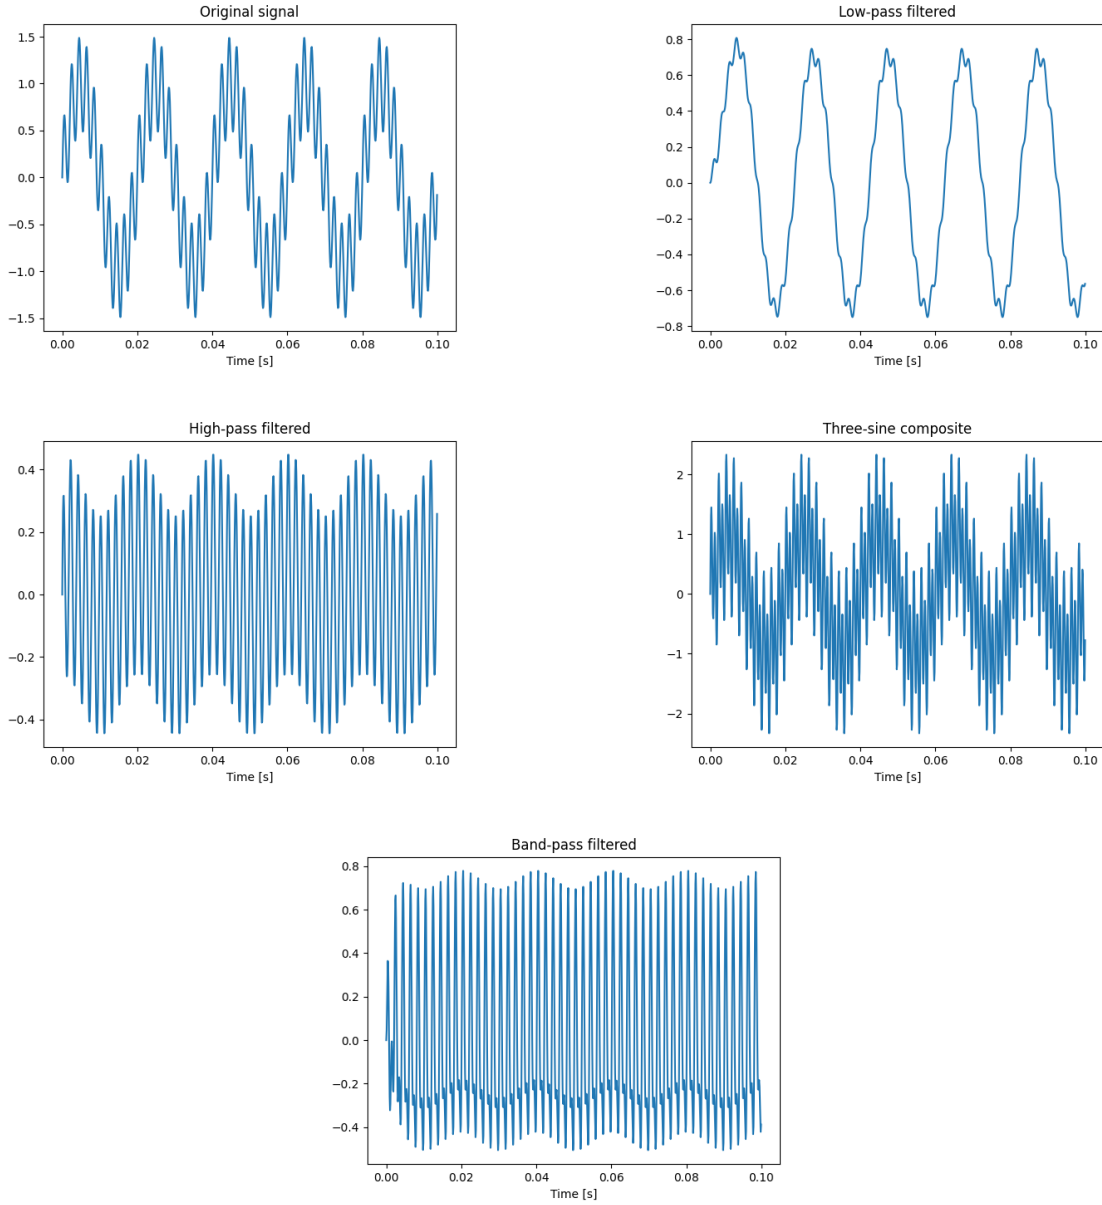 Original signal
1.5
1.0
0.5
0.0
−0.5
−1.0
−1.5
0.00 0.02 0.04 0.06 0.08 0.10
Time [s]
Low-pass filtered
0.8
0.6
0.4
0.2
0.0
−0.2
−0.4
−0.6
−0.8
0.00 0.02 0.04 0.06 0.08 0.10
Time [s]
High-pass filtered
0.4
0.2
0.0
−0.2
−0.4
0.00 0.02 0.04 0.06 0.08 0.10
Time [s]
Three-sine composite
2
1
0
−1
−2
0.00 0.02 0.04 0.06 0.08 0.10
Time [s]
Band-pass filtered
0.8
0.6
0.4
0.2
0.0
−0.2
−0.4
0.00 0.02 0.04 0.06 0.08 0.10
Time [s]